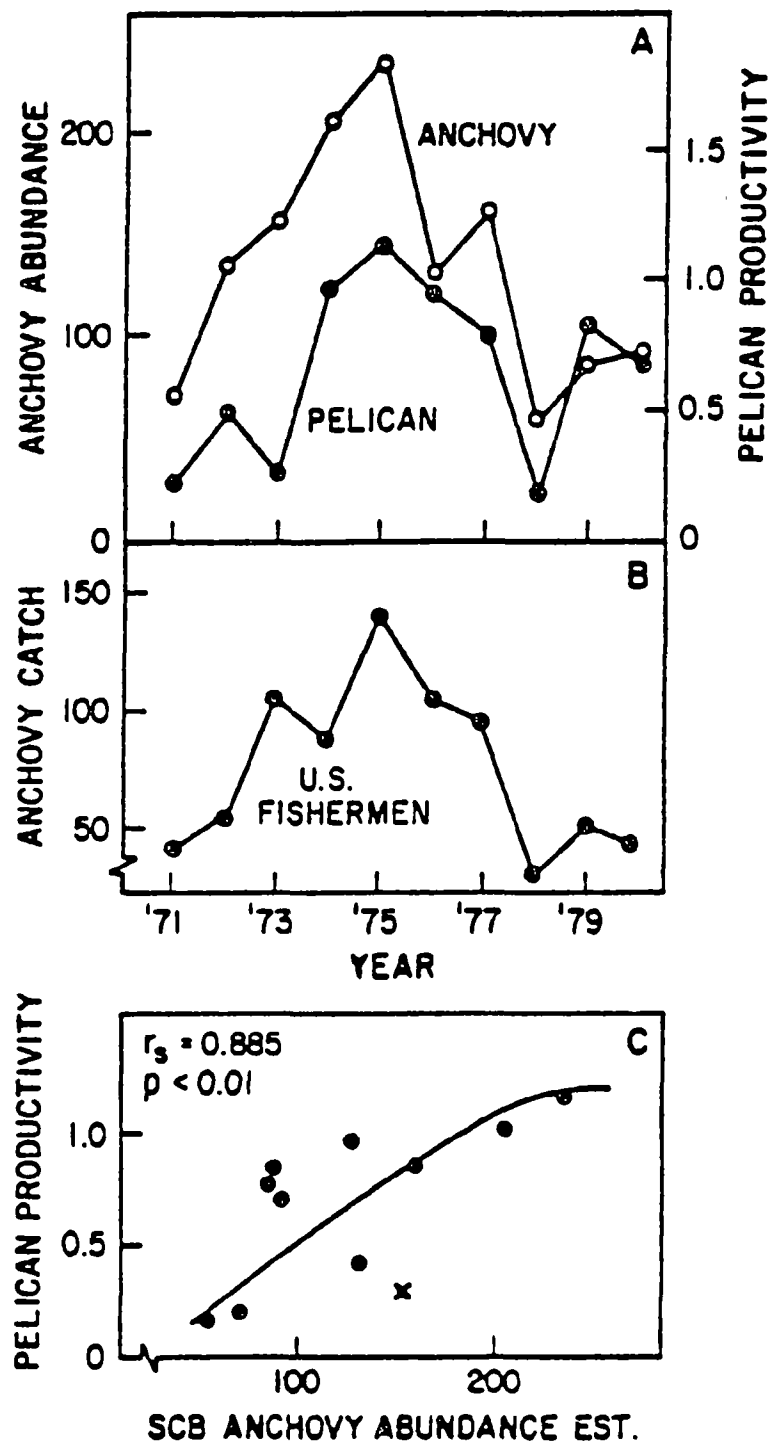 A
ANCHOVY ABUNDANCE
200
100
0
ANCHOVY
PELICAN
1.5
1.0
0.5
0
PELICAN PRODUCTIVITY
B
ANCHOVY CATCH
150
100
50
U.S.
FISHERMEN
'71 '73 '75 '77 '79
YEAR
C
rs = 0.885
p < 0.01
PELICAN PRODUCTIVITY
1.0
0.5
0
100 200
SCB ANCHOVY ABUNDANCE EST.